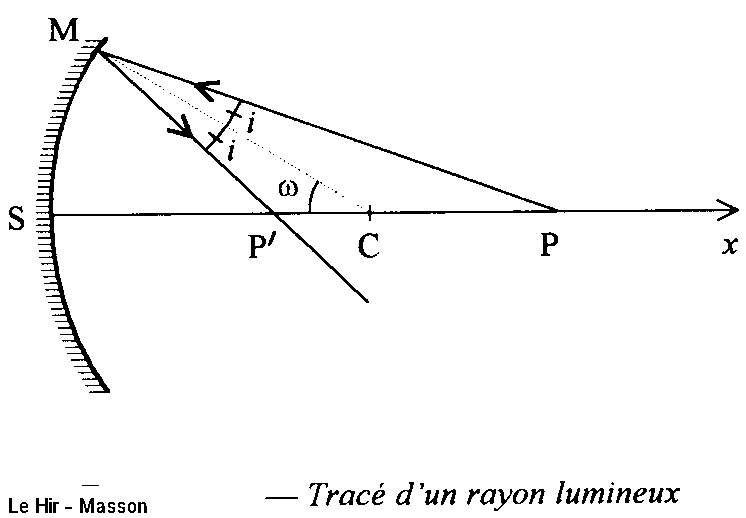 M
i
i
ω
S
P' C P x
Le Hir - Masson
— Tracé d'un rayon lumineux